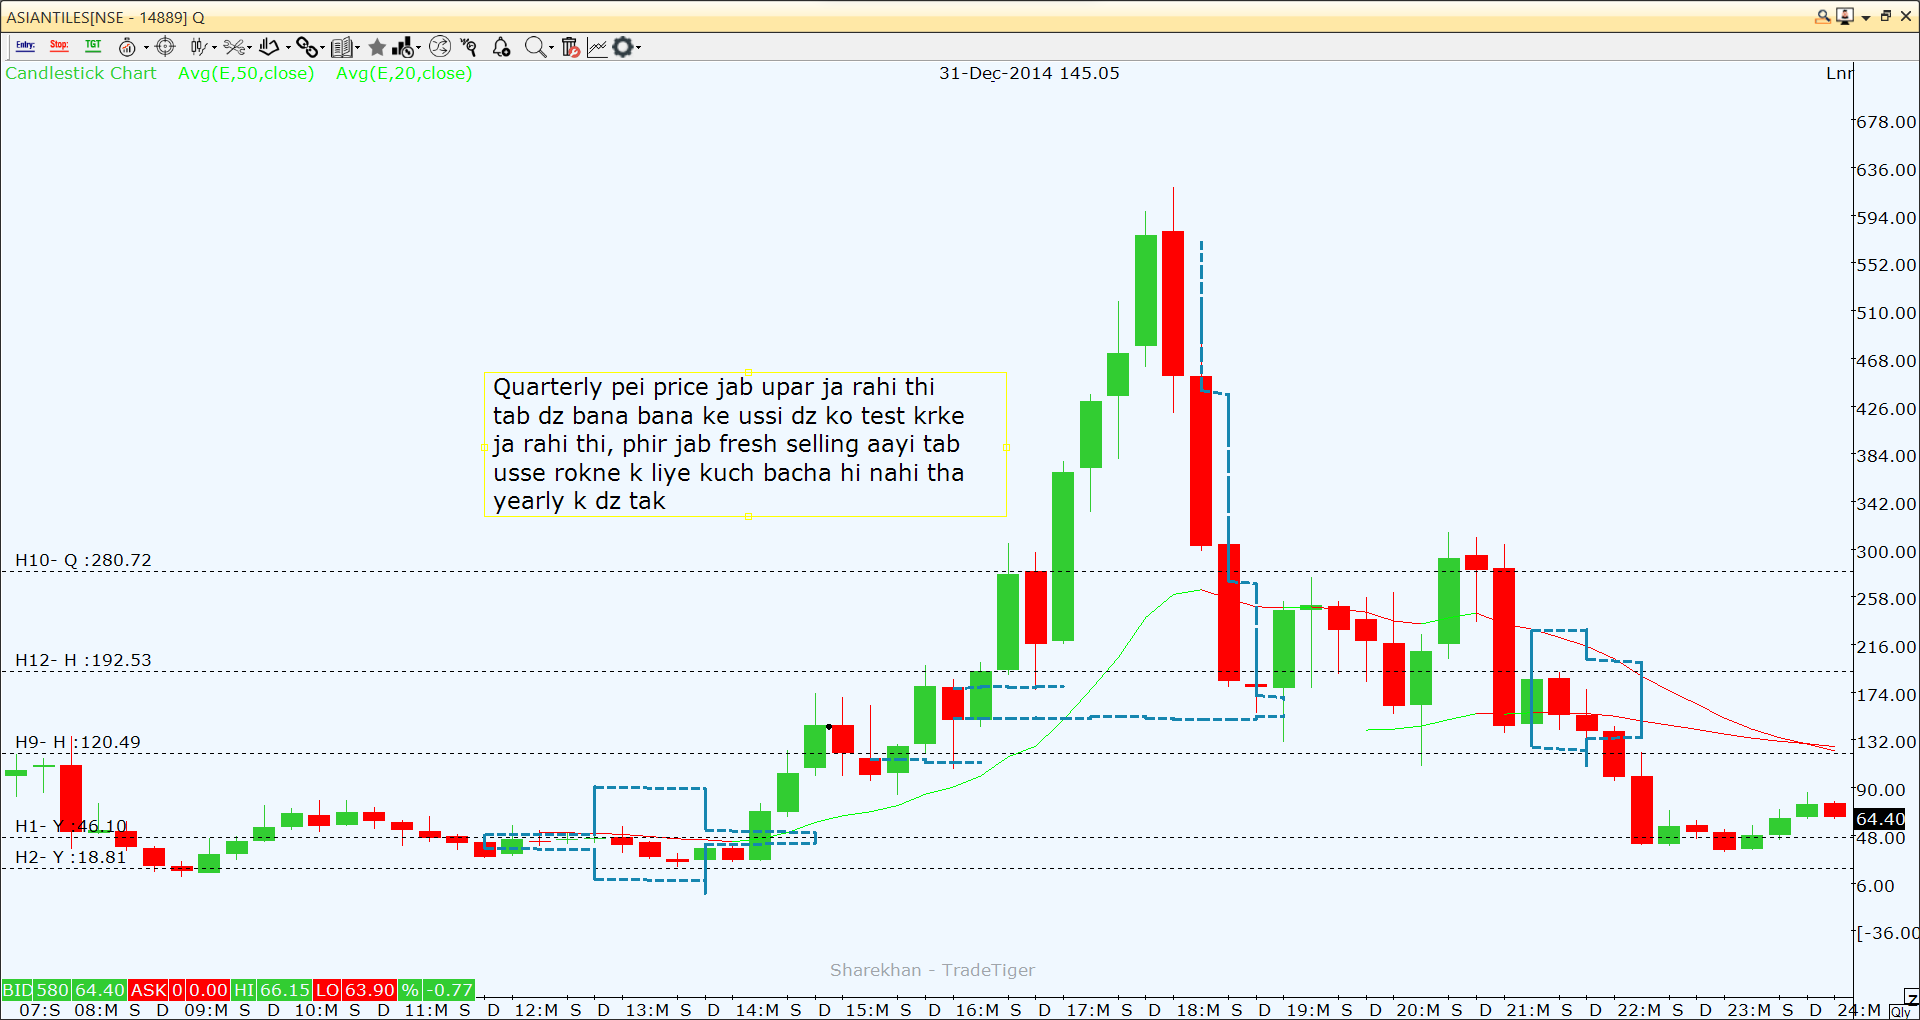 ASIANTILES[NSE - 14889] Q
Entry: Stop: TGT
Candlestick Chart Avg(E,50,close) Avg(E,20,close) 31-Dec-2014 145.05 Lnr
678.00
636.00
594.00
552.00
510.00
468.00
426.00
384.00
342.00
300.00
258.00
216.00
174.00
132.00
90.00
64.40
48.00
6.00
[-36.00
Quarterly pei price jab upar ja rahi thi
tab dz bana bana ke ussi dz ko test krke
ja rahi thi, phir jab fresh selling aayi tab
usse rokne k liye kuch bacha hi nahi tha
yearly k dz tak
H10- Q :280.72
H12- H :192.53
H9- H :120.49
H1- Y :46.10
H2- Y :18.81
Sharekhan - TradeTiger
BID 580 64.40 ASK 0 0.00 HI 66.15 LO 63.90 % -0.77
07:S 08:M S D 09:M S D 10:M S D 11:M S D 12:M S D 13:M S D 14:M S D 15:M S D 16:M S D 17:M S D 18:M S D 19:M S D 20:M S D 21:M S D 22:M S D 23:M S D 24:M Qly
Z